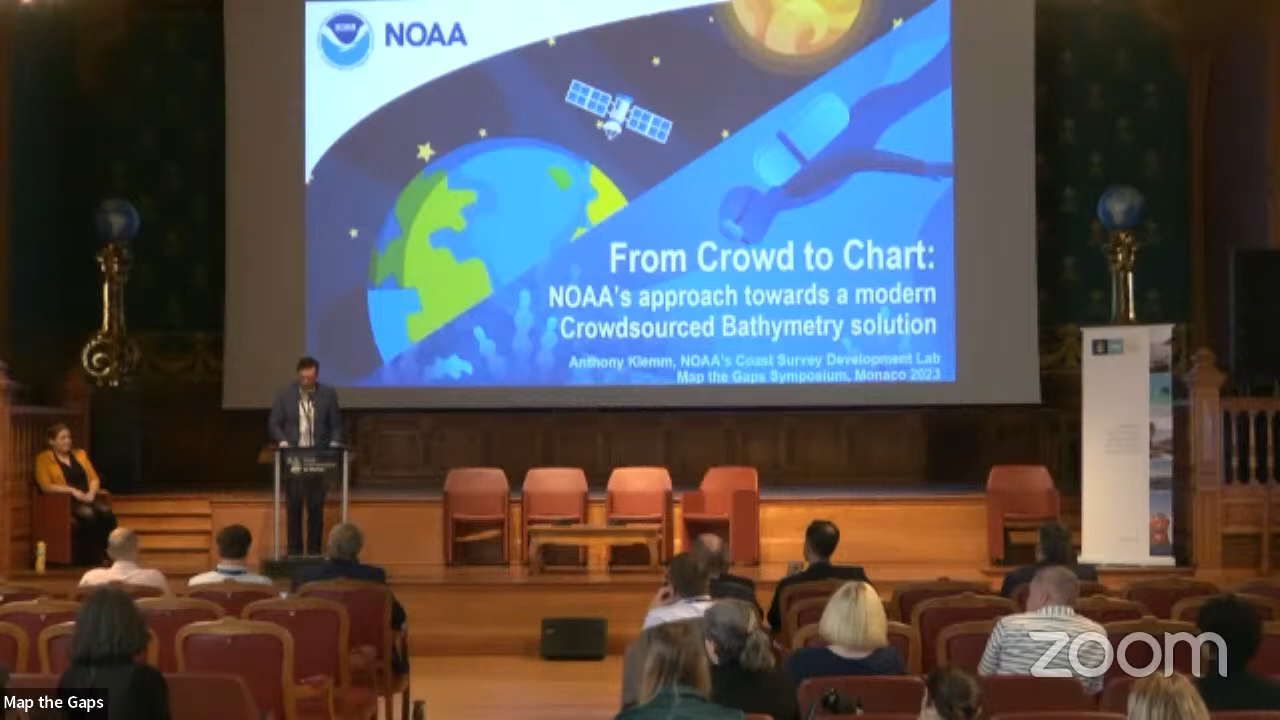 NOAA
From Crowd to Chart:
NOAA's approach towards a modern
Crowdsourced Bathymetry solution
Anthony Klemm, NOAA's Coast Survey Development Lab
Map the Gaps Symposium, Monaco 2023
zoom
Map the Gaps